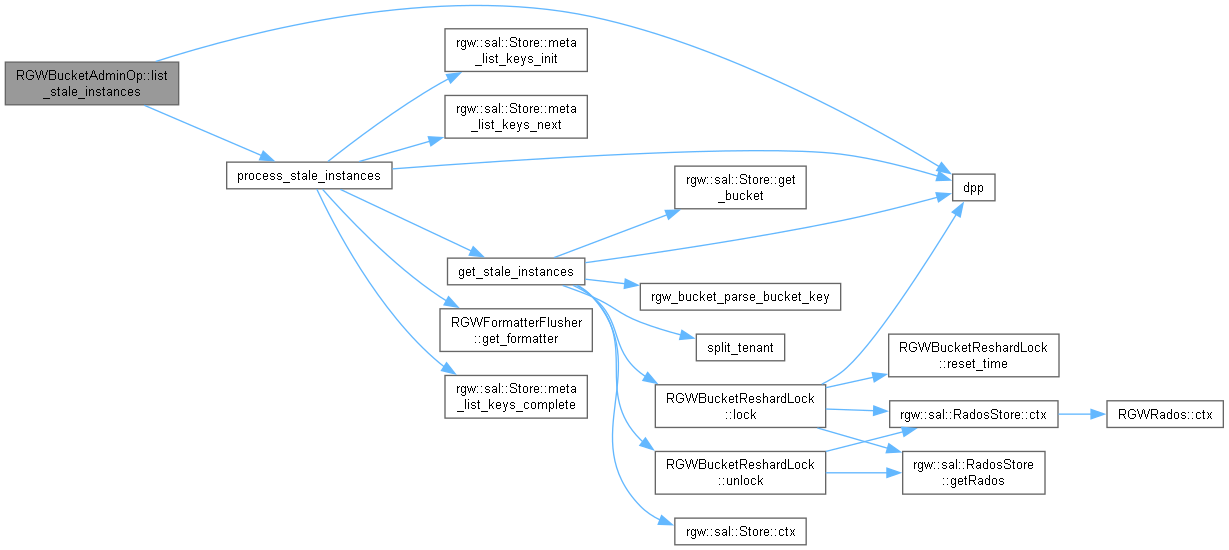 RGWBucketAdminOp::list
_stale_instances
process_stale_instances
rgw::sal::Store::meta
_list_keys_init
rgw::sal::Store::meta
_list_keys_next
get_stale_instances
RGWFormatterFlusher
::get_formatter
rgw::sal::Store::meta
_list_keys_complete
rgw::sal::Store::get
_bucket
rgw_bucket_parse_bucket_key
split_tenant
RGWBucketReshardLock
::lock
RGWBucketReshardLock
::unlock
rgw::sal::Store::ctx
dpp
RGWBucketReshardLock
::reset_time
rgw::sal::RadosStore::ctx
rgw::sal::RadosStore
::getRados
RGWRados::ctx